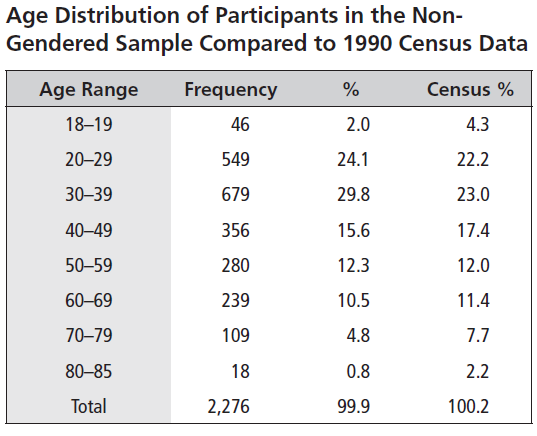 Age Distribution of Participants in the Non-
Gendered Sample Compared to 1990 Census Data
Age Range Frequency % Census %
18–19 46 2.0 4.3
20–29 549 24.1 22.2
30–39 679 29.8 23.0
40–49 356 15.6 17.4
50–59 280 12.3 12.0
60–69 239 10.5 11.4
70–79 109 4.8 7.7
80–85 18 0.8 2.2
Total 2,276 99.9 100.2